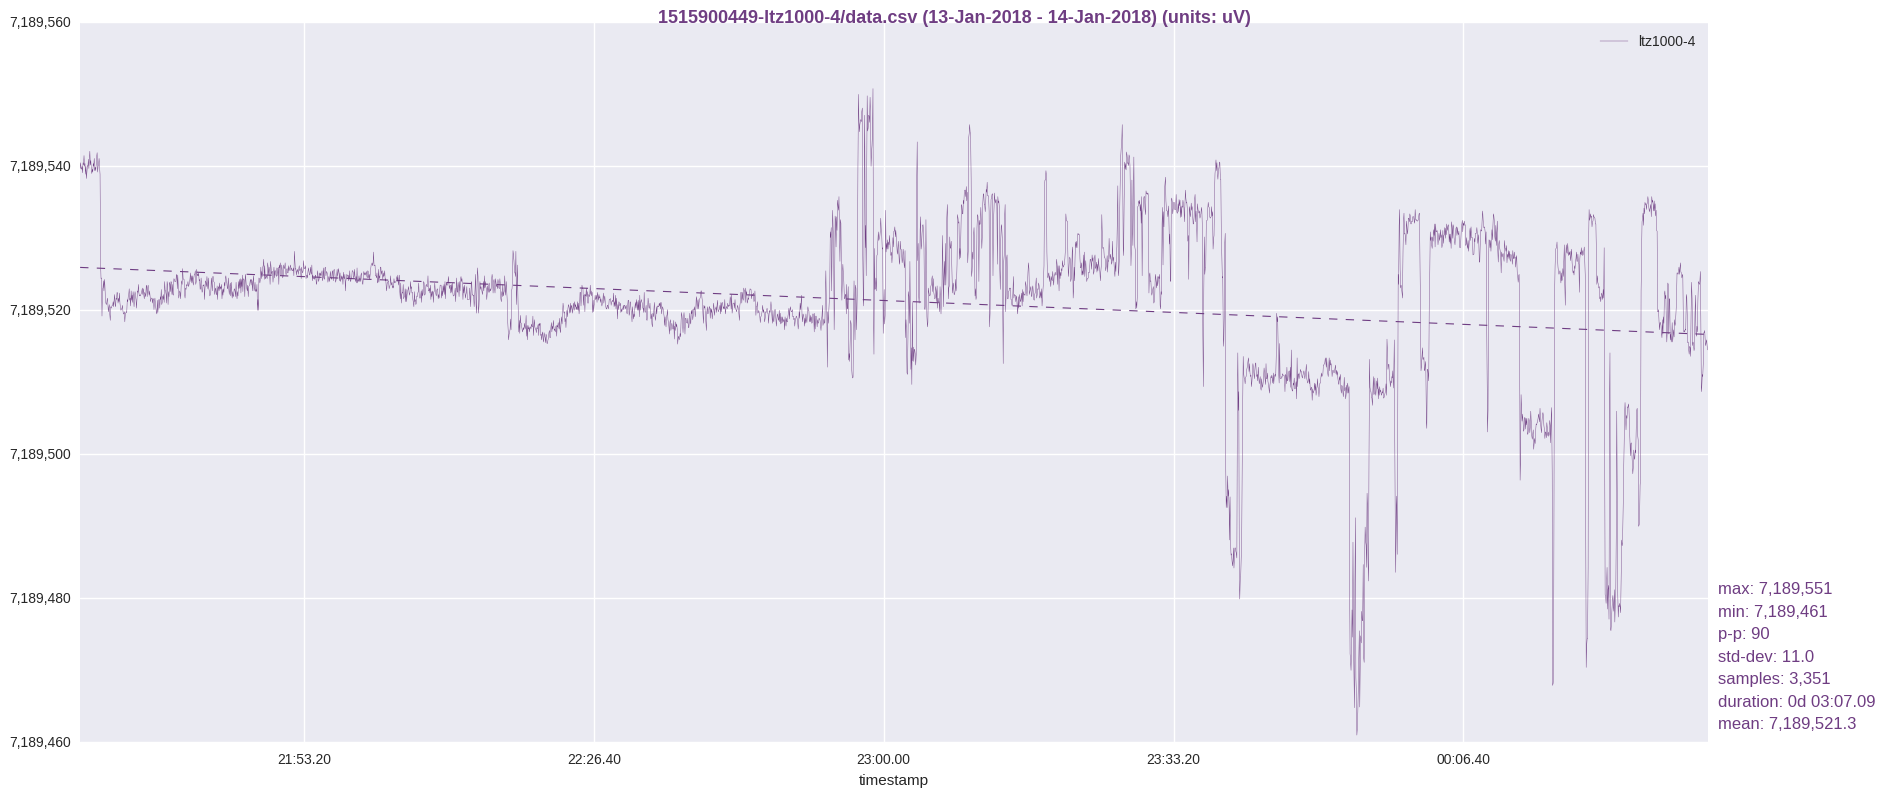 1515900449-ltz1000-4/data.csv (13-Jan-2018 - 14-Jan-2018) (units: uV)
ltz1000-4
7,189,560
7,189,540
7,189,520
7,189,500
7,189,480
7,189,460
max: 7,189,551
min: 7,189,461
p-p: 90
std-dev: 11.0
samples: 3,351
duration: 0d 03:07.09
mean: 7,189,521.3
21:53.20
22:26.40
23:00.00
23:33.20
00:06.40
timestamp